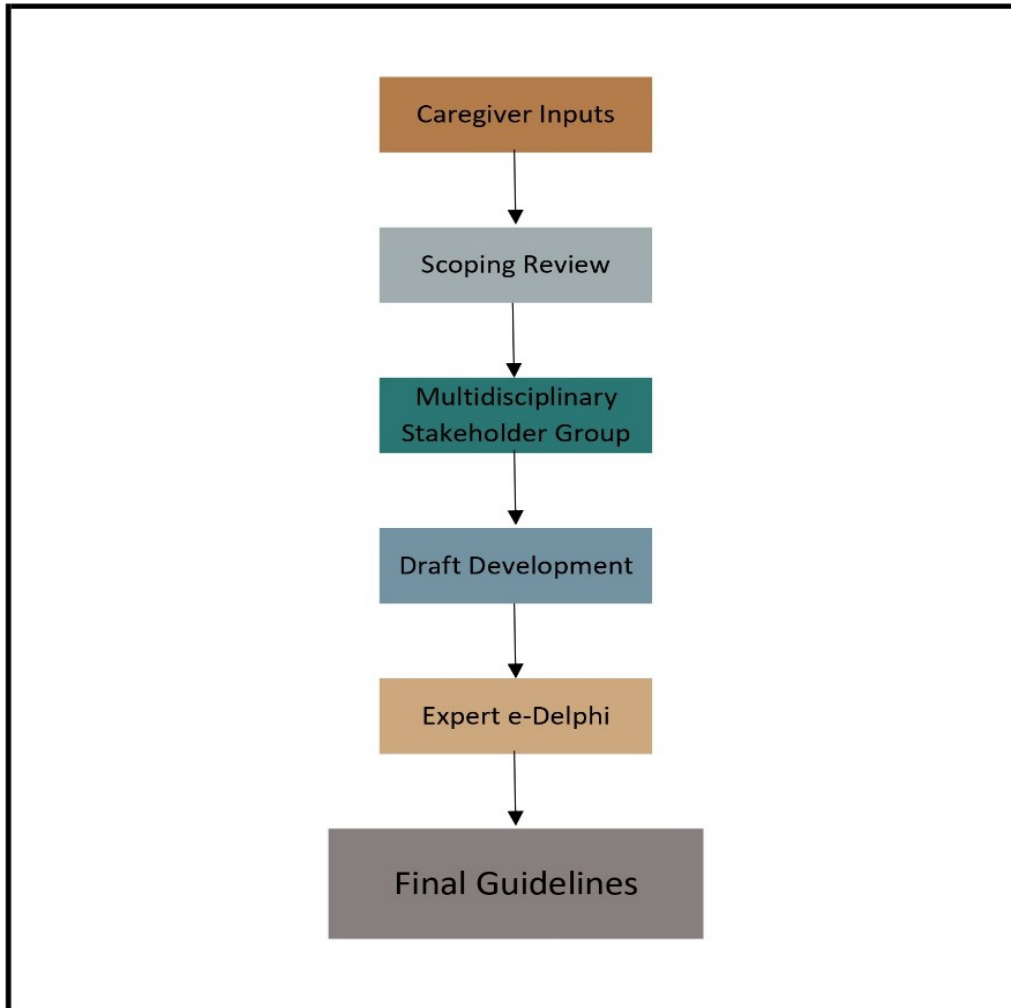 Caregiver Inputs
Scoping Review
Multidisciplinary
Stakeholder Group
Draft Development
Expert e-Delphi
Final Guidelines